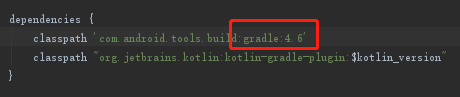 dependencies {
classpath 'com.android.tools.build:gradle:4.6'
classpath "org.jetbrains.kotlin:kotlin-gradle-plugin:$kotlin_version"
}